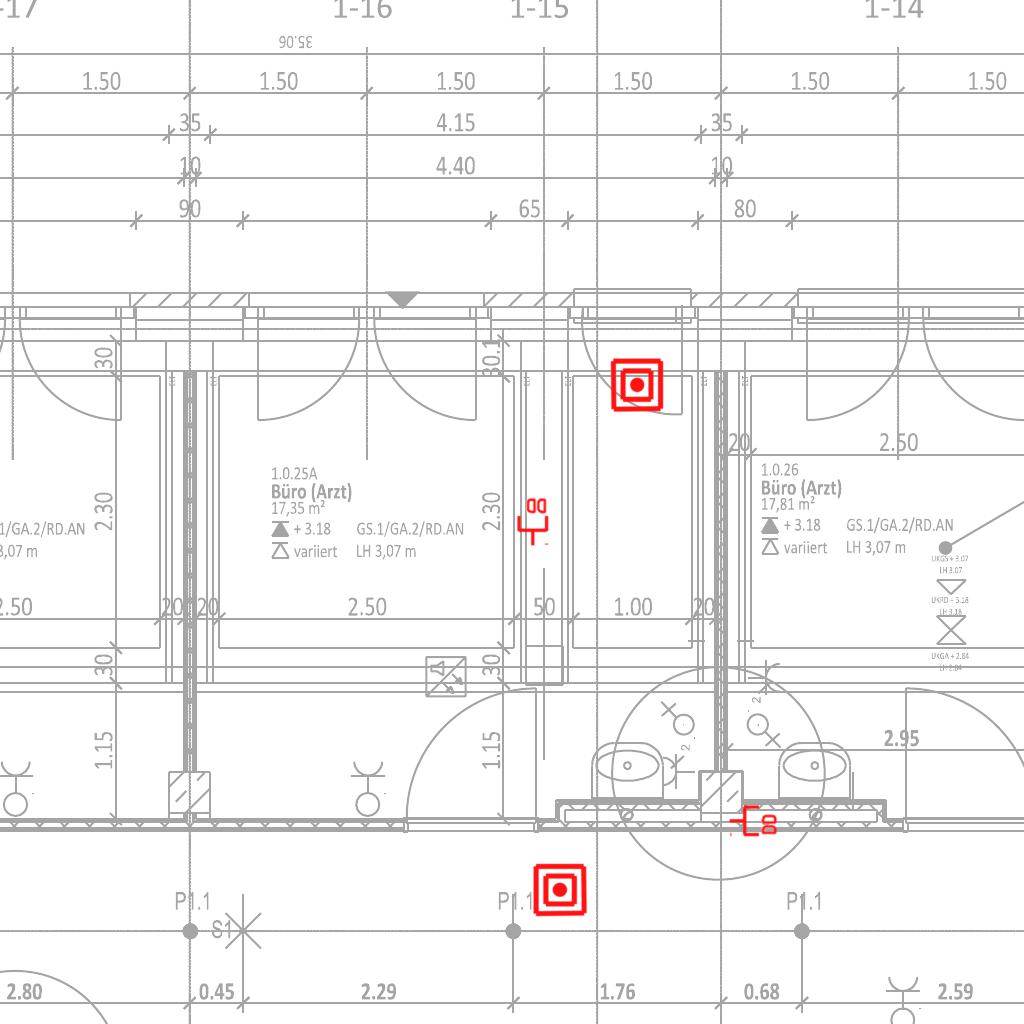 -17 1-16 1-15 1-14
35.06
1.50 1.50 1.50 1.50 1.50 1.50
35 4.15 35
10 4.40 10
90 65 80
30 30.1
20 2.50
1.0.25A
Büro (Arzt)
17,35 m²
+ 3.18 GS.1/GA.2/RD.AN
variiert LH 3,07 m
1.0.26
Büro (Arzt)
17,81 m²
+ 3.18 GS.1/GA.2/RD.AN
variiert LH 3,07 m
.1/GA.2/RD.AN
3,07 m
2.30 2.30
UKGS + 3.07
LH 3.07
UKRD + 3.18
LH 3.18
UKGA + 2.84
2.50 20 20 2.50 50 1.00 20
30 30
1.15 1.15
2 2
2.95
P1.1 P1.1 P1.1
S1
2.80 0.45 2.29 1.76 0.68 2.59